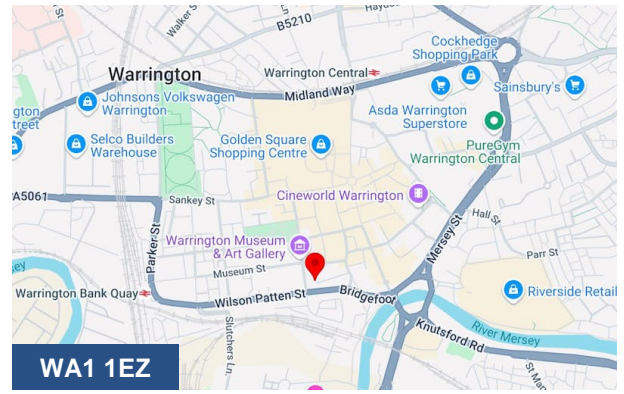 Walker St
B5210
Ln
Cockhedge
Shopping Park
Warrington
Warrington Central
Sainsbury's
Midland Way
Johnsons Volkswagen
Warrington
Asda Warrington
Superstore
gton
treet
Selco Builders
Warehouse
Golden Square
Shopping Centre
PureGym
Warrington Central
A5061
Sankey St
Cineworld Warrington
Hall St
Parker St
Mersey St
Warrington Museum
& Art Gallery
Parr St
Museum St
Warrington Bank Quay
Wilson Patten St
Bridgefoot
Riverside Retail
Slutchers Ln.
River Mersey
Knutsford Rd
WA1 1EZ